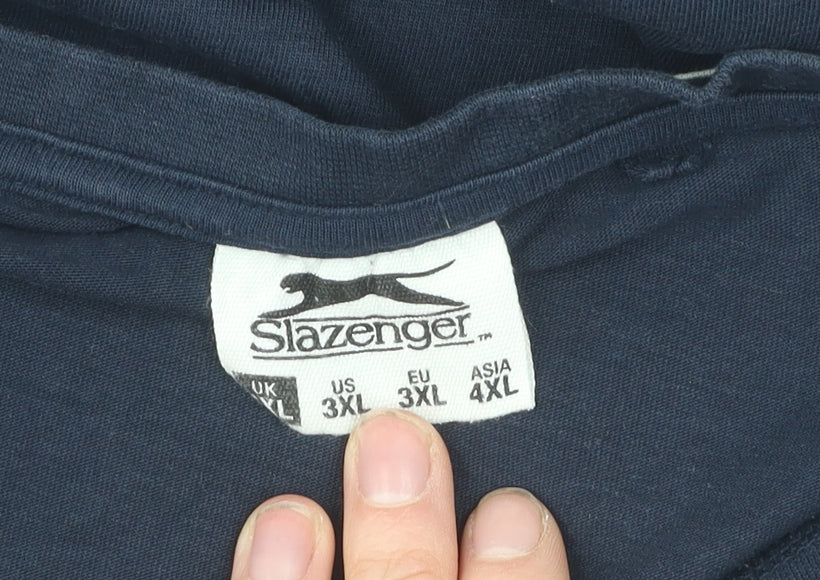 Slazenger™
UK US EU ASIA
3XL 3XL 4XL